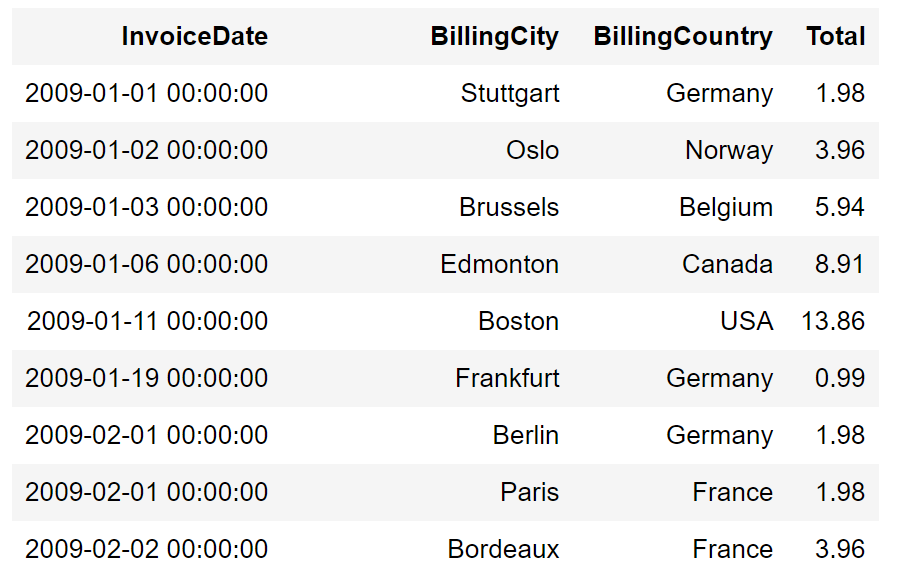 InvoiceDate BillingCity BillingCountry Total
2009-01-01 00:00:00 Stuttgart Germany 1.98
2009-01-02 00:00:00 Oslo Norway 3.96
2009-01-03 00:00:00 Brussels Belgium 5.94
2009-01-06 00:00:00 Edmonton Canada 8.91
2009-01-11 00:00:00 Boston USA 13.86
2009-01-19 00:00:00 Frankfurt Germany 0.99
2009-02-01 00:00:00 Berlin Germany 1.98
2009-02-01 00:00:00 Paris France 1.98
2009-02-02 00:00:00 Bordeaux France 3.96